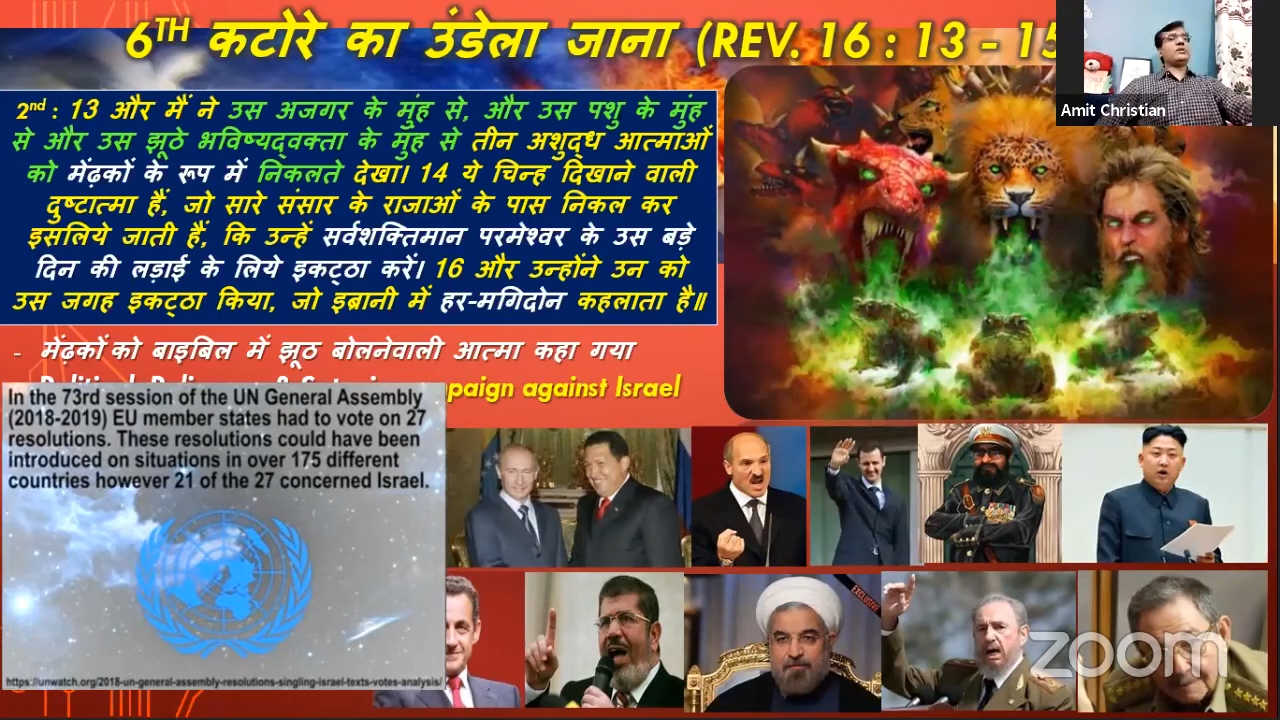 6TH कटोरे का उंडेला जाना (REV. 16 : 13 - 15
Amit Christian
2nd : 13 और मैं ने उस अजगर के मुंह से, और उस पशु के मुंह
से और उस झूठे भविष्यद्वक्ता के मुंह से तीन अशुद्ध आत्माओं
को मेंढ़कों के रूप में निकलते देखा। 14 ये चिन्ह दिखाने वाली
दुष्टात्मा हैं, जो सारे संसार के राजाओं के पास निकल कर
इसलिये जाती हैं, कि उन्हें सर्वशक्तिमान परमेश्वर के उस बड़े
दिन की लड़ाई के लिये इकट्ठा करें। 16 और उन्होंने उन को
उस जगह इकट्ठा किया, जो इब्रानी में हर-मगिदोन कहलाता है॥
- मेंढ़कों को बाइबिल में झूठ बोलनेवाली आत्मा कहा गया
paign against Israel
In the 73rd session of the UN General Assembly
(2018-2019) EU member states had to vote on 27
resolutions. These resolutions could have been
introduced on situations in over 175 different
countries however 21 of the 27 concerned Israel.
https://unwatch.org/2018-un-general-assembly-resolutions-singling-israel-texts-votes-analysis/
EXCLUSIVE
zoom